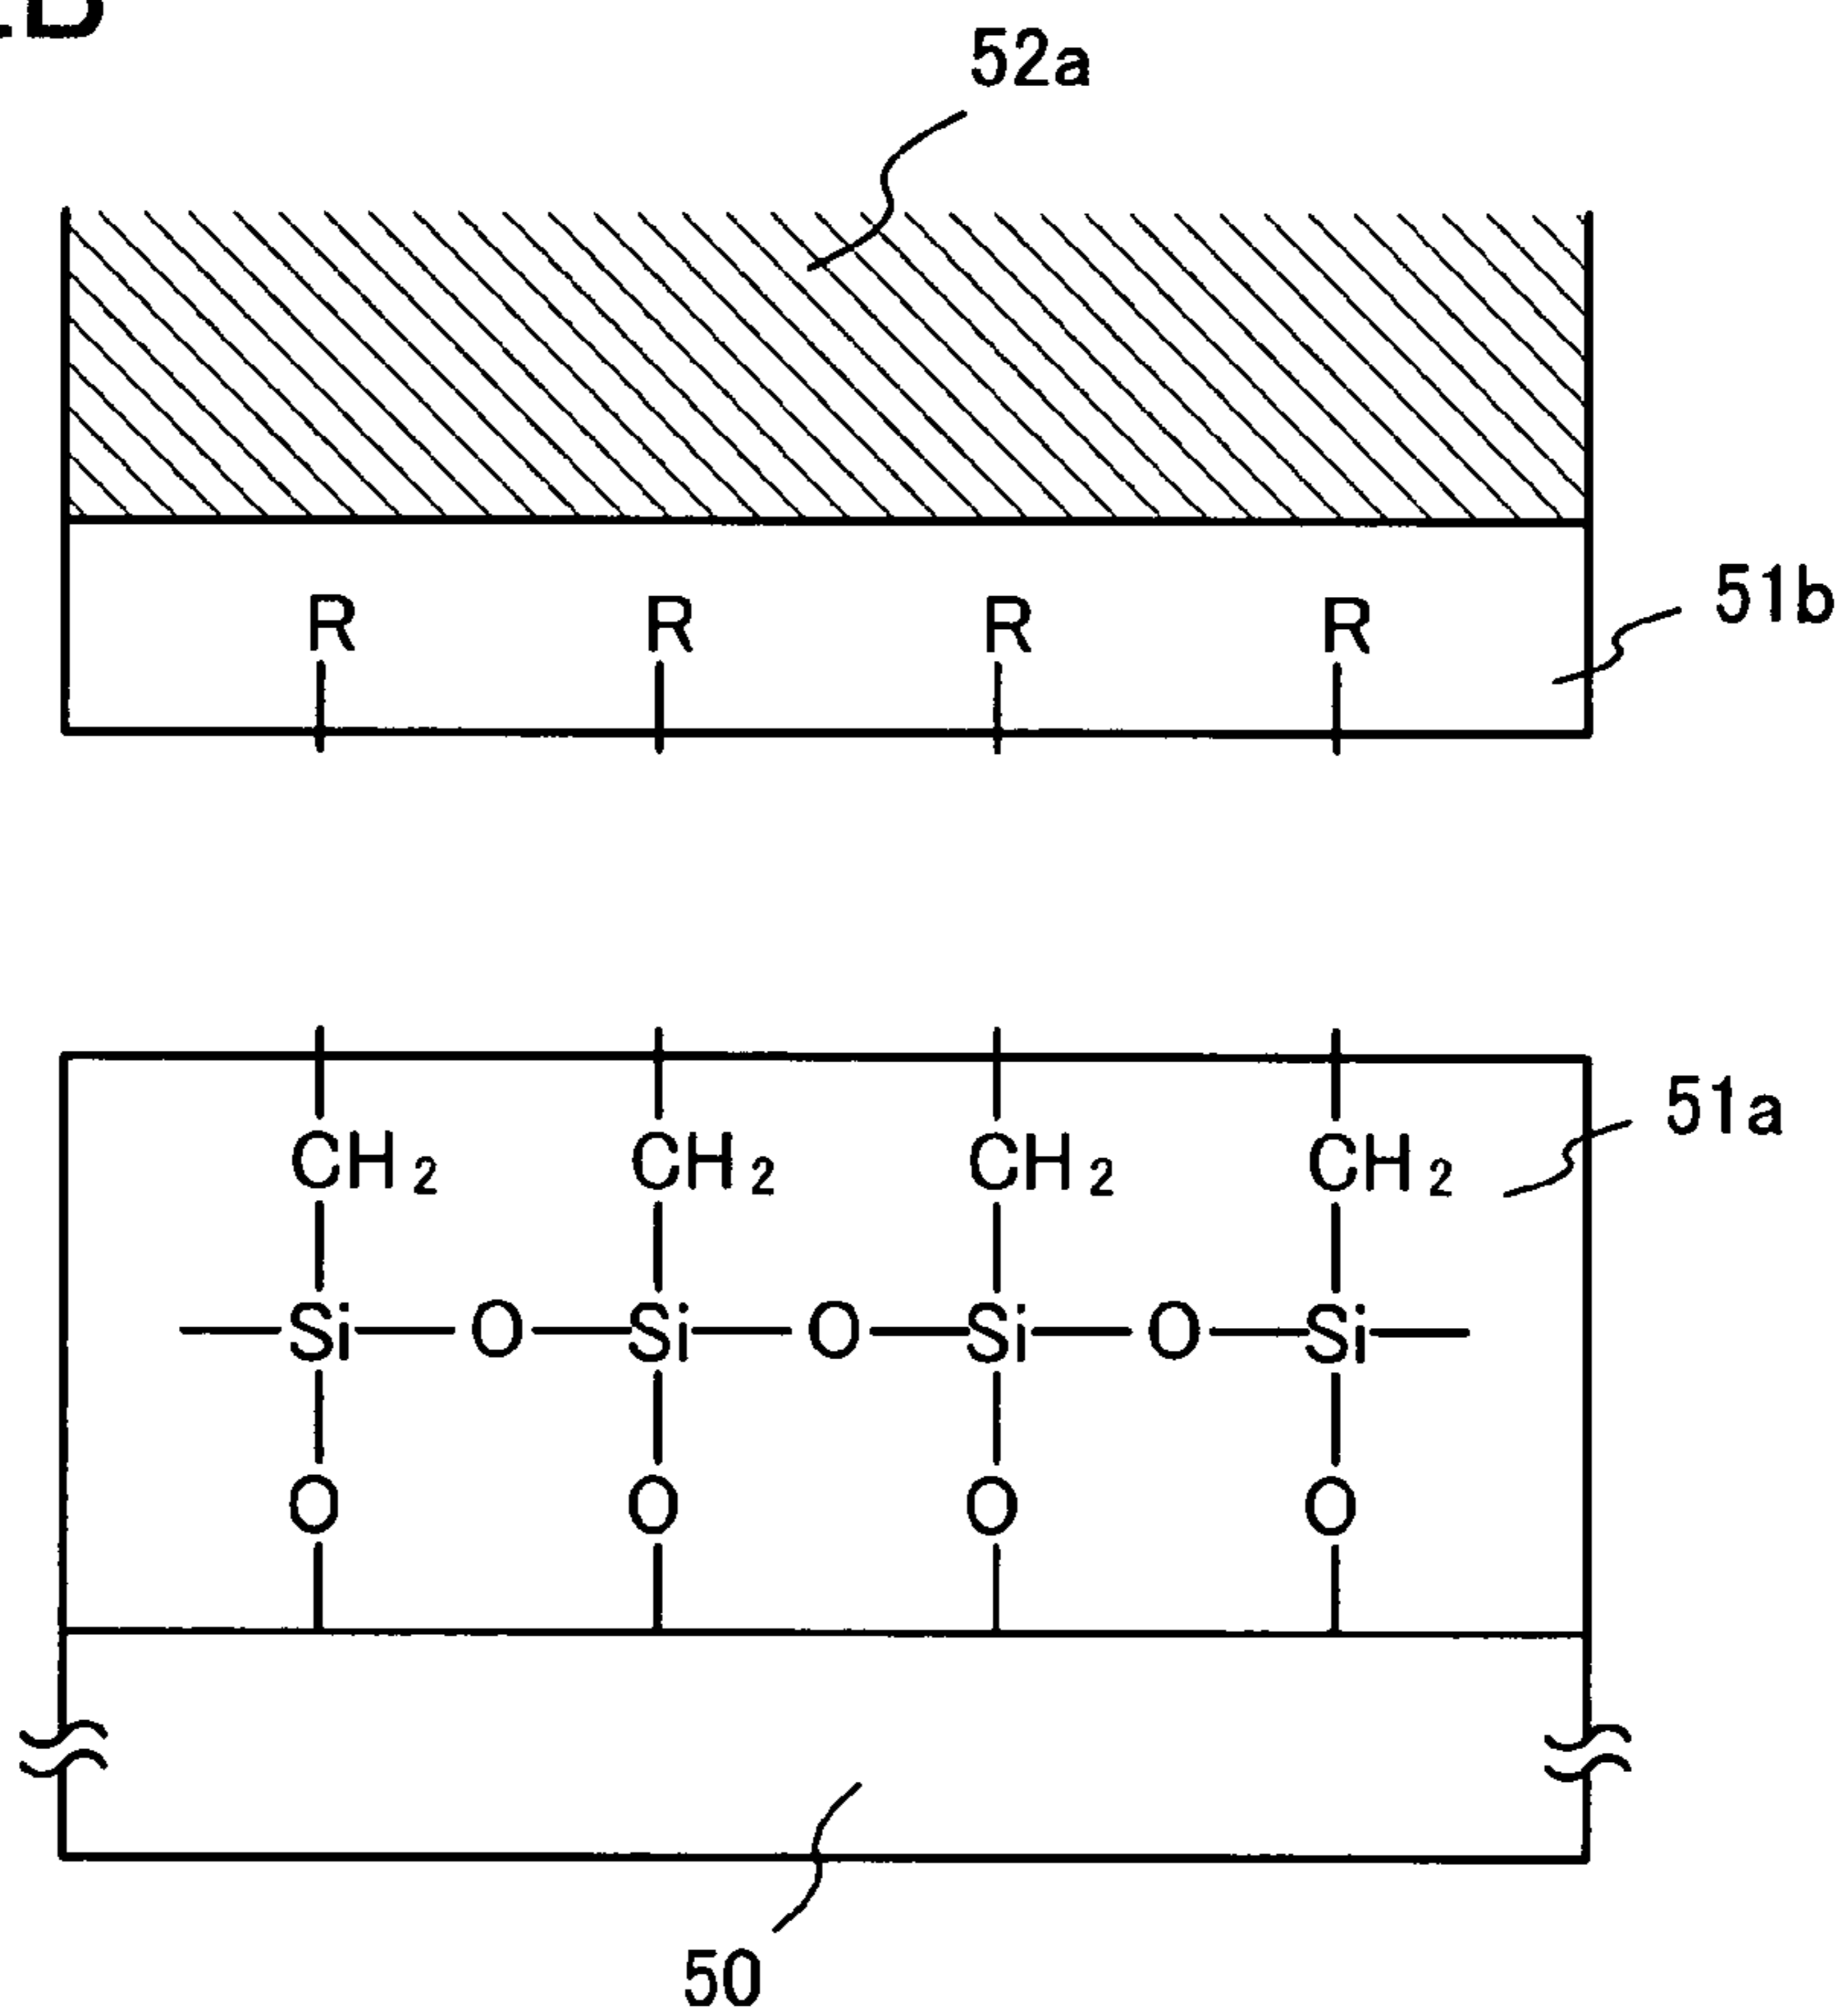 52a
R R R R
51b
51a
CH2 CH2 CH2 CH2
Si O Si O Si O Si
O O O O
50